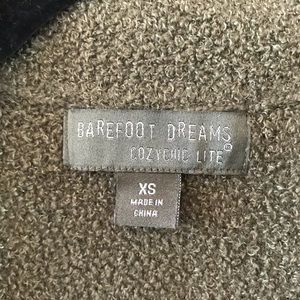 BAREFOOT DREAMS
COZYCHIC LITE®
XS
MADE IN
CHINA